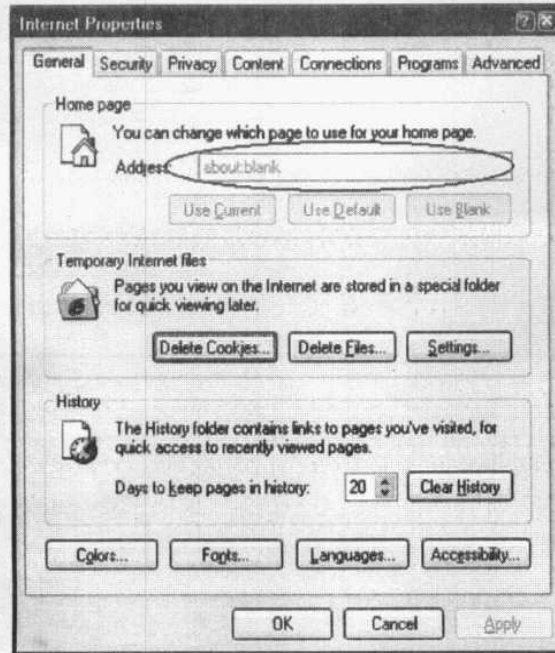 Internet Properties
General Security Privacy Content Connections Programs Advanced
Home page
You can change which page to use for your home page.
Address about:blank
Use Current Use Default Use Blank
Temporary Internet files
Pages you view on the Internet are stored in a special folder
for quick viewing later.
Delete Cookies... Delete Files... Settings...
History
The History folder contains links to pages you've visited, for
quick access to recently viewed pages.
Days to keep pages in history: 20 Clear History
Colors... Fonts... Languages... Accessibility...
OK Cancel Apply